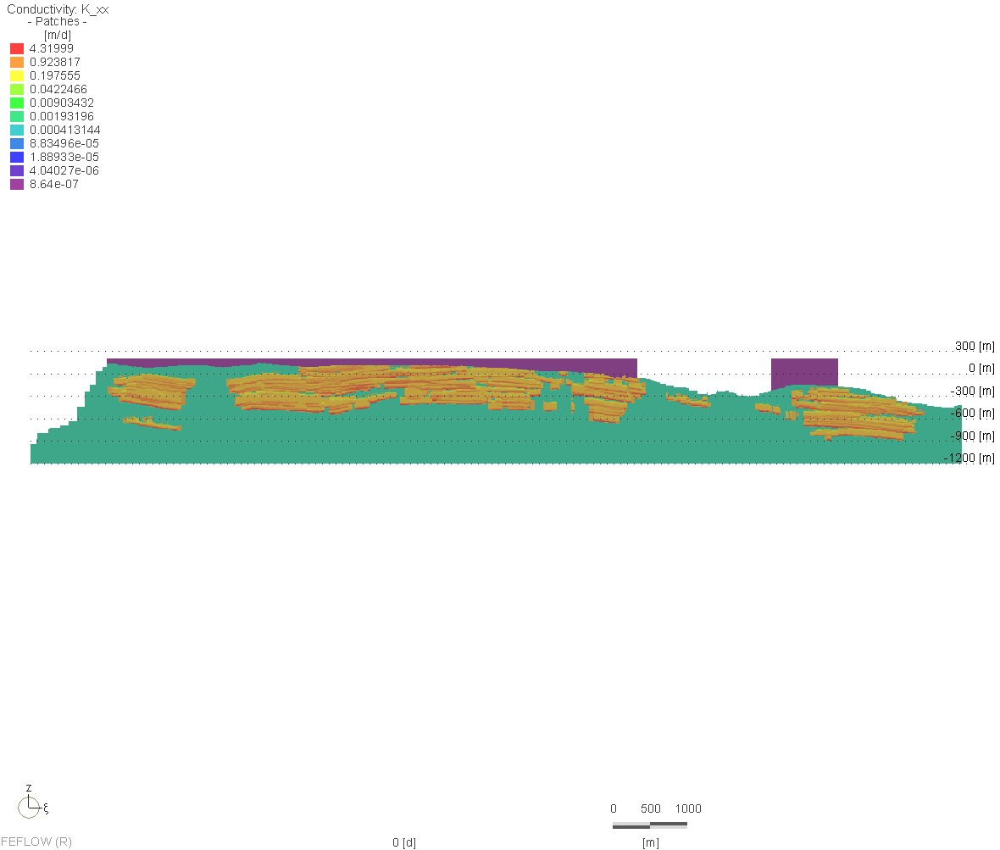 Conductivity: K_xx
- Patches -
[m/d]
4.31999
0.923817
0.197555
0.0422466
0.00903432
0.00193196
0.000413144
8.83496e-05
1.88933e-05
4.04027e-06
8.64e-07
300 [m]
0 [m]
-300 [m]
-600 [m]
-900 [m]
-1200 [m]
z
ξ
0 500 1000
FEFLOW (R)
0 [d]
[m]